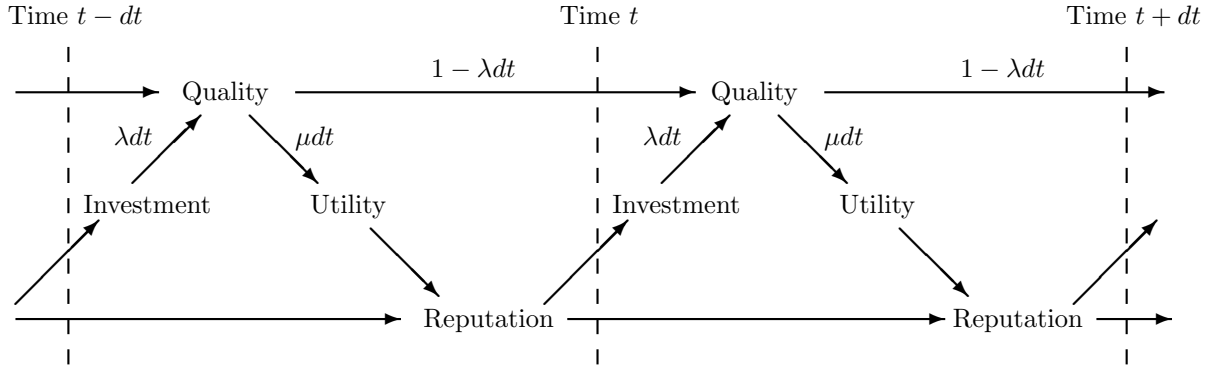 Time t − dt Time t Time t + dt
1 − λdt 1 − λdt
Quality Quality
λdt μdt λdt μdt
Investment Utility Investment Utility
Reputation Reputation